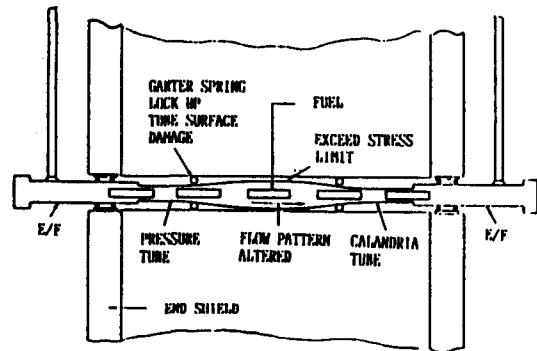 GARTER SPRING
LOCK UP
TUBE SURFACE
DAMAGE
FUEL
EXCEED STRESS
LIMIT
E/F
PRESSURE
TUBE
FLOW PATTERN
ALTERED
CALANDRIA
TUBE
E/F
END SHIELD